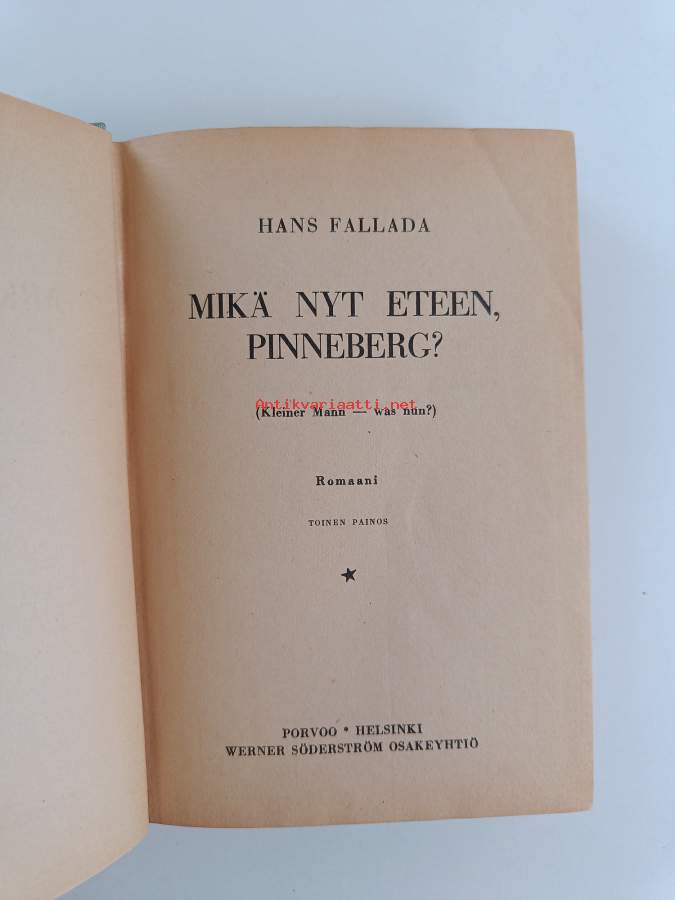 HANS FALLADA
MIKÄ NYT ETEEN,
PINNEBERG?
Antikvariaatti.net
(Kleiner Mann — was nun?)
Romaani
TOINEN PAINOS
PORVOO * HELSINKI
WERNER SÖDERSTRÖM OSAKEYHTIÖ